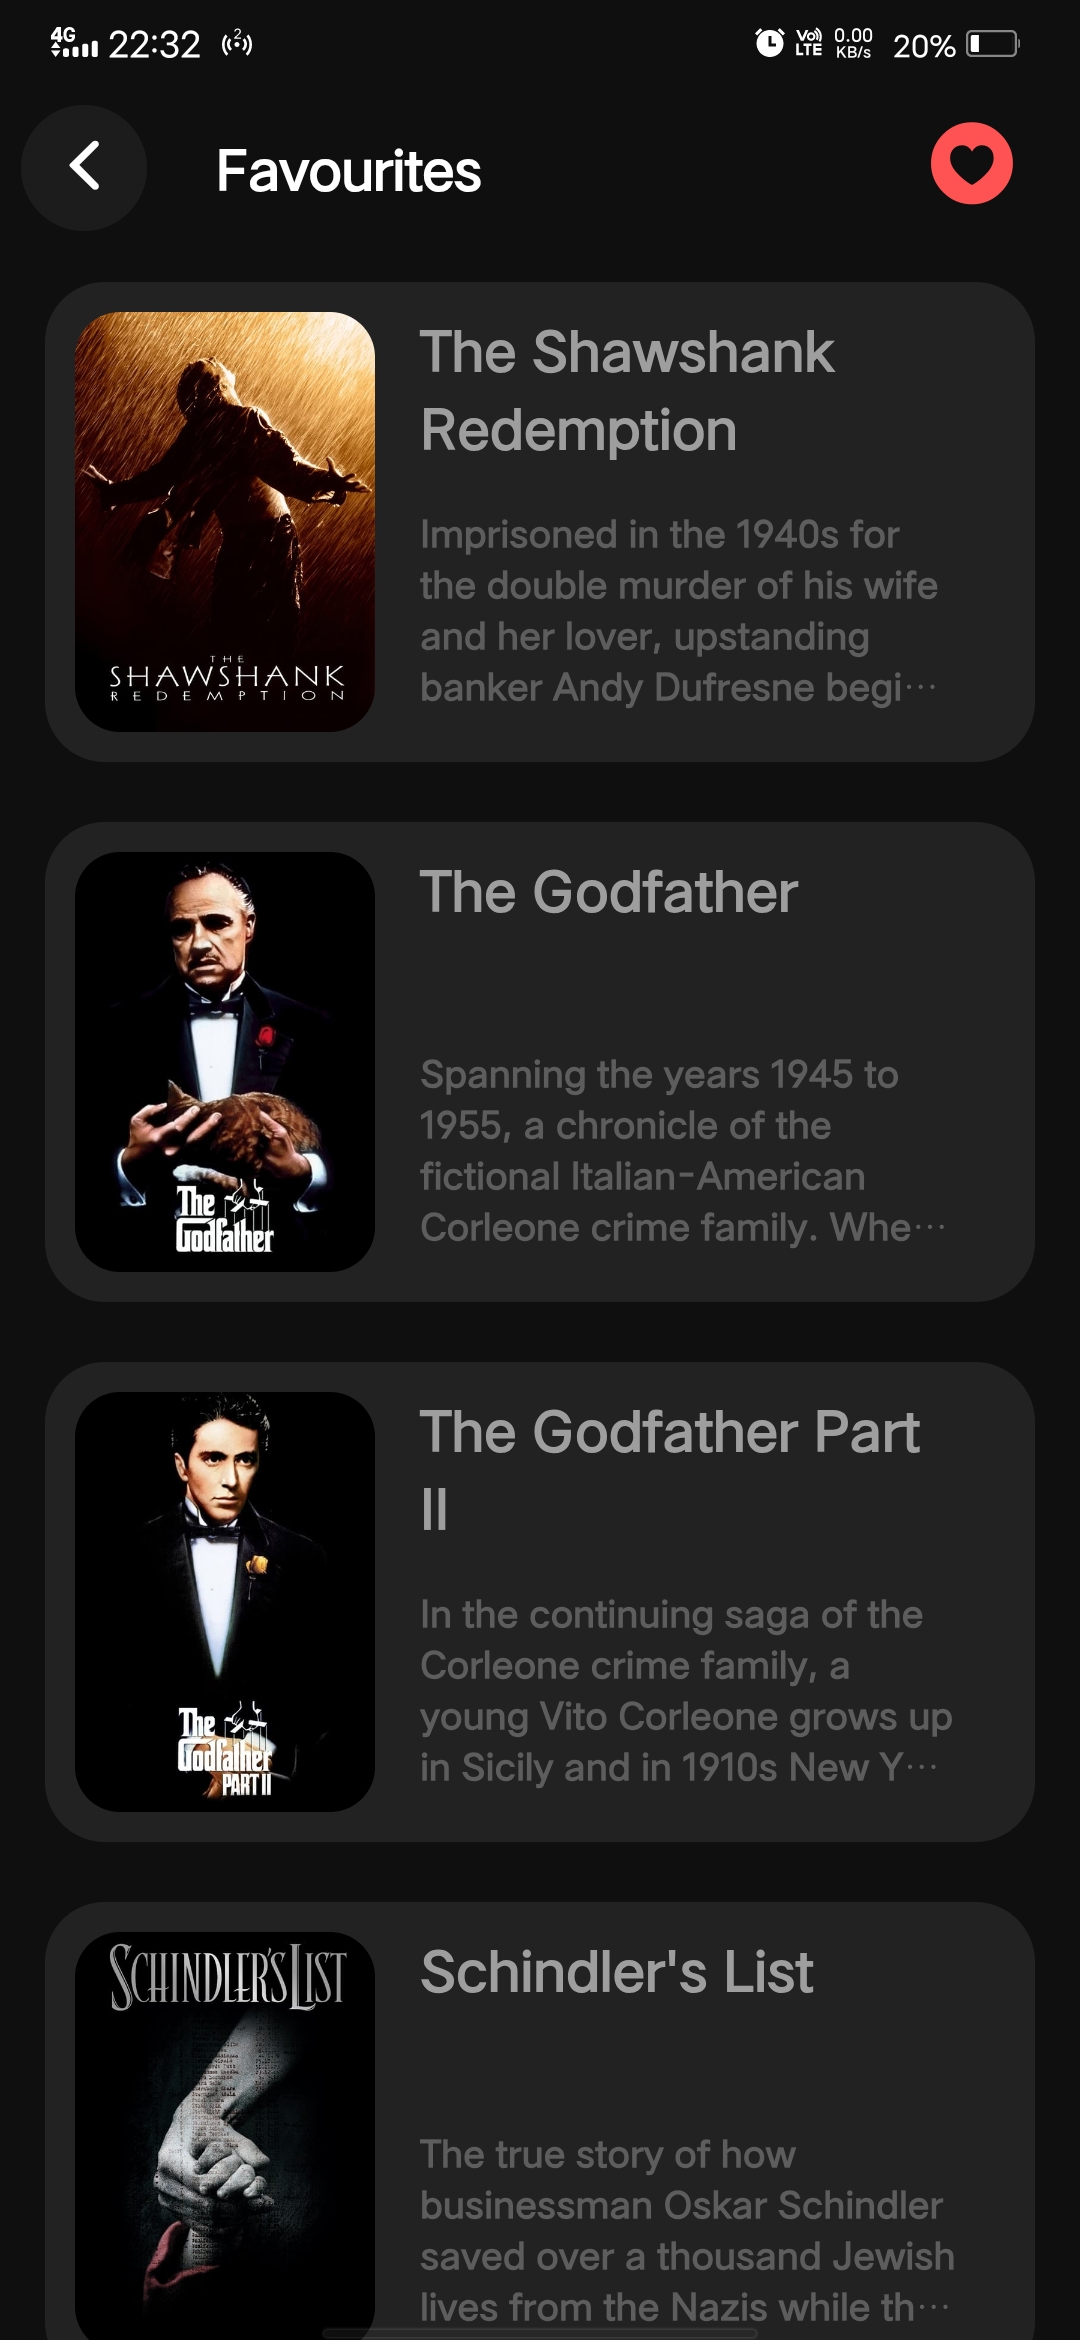 4G 22:32 2 Vo) LTE 0.00 KB/s 20%
Favourites
The Shawshank
Redemption
Imprisoned in the 1940s for
the double murder of his wife
and her lover, upstanding
banker Andy Dufresne begi···
THE
SHAWSHANK
REDEMPTION
The Godfather
Spanning the years 1945 to
1955, a chronicle of the
fictional Italian-American
Corleone crime family. Whe···
The
Godfather
The Godfather Part
II
In the continuing saga of the
Corleone crime family, a
young Vito Corleone grows up
in Sicily and in 1910s New Y···
The
Godfather
PART II
SCHINDLER'S LIST
Schindler's List
The true story of how
businessman Oskar Schindler
saved over a thousand Jewish
lives from the Nazis while th···